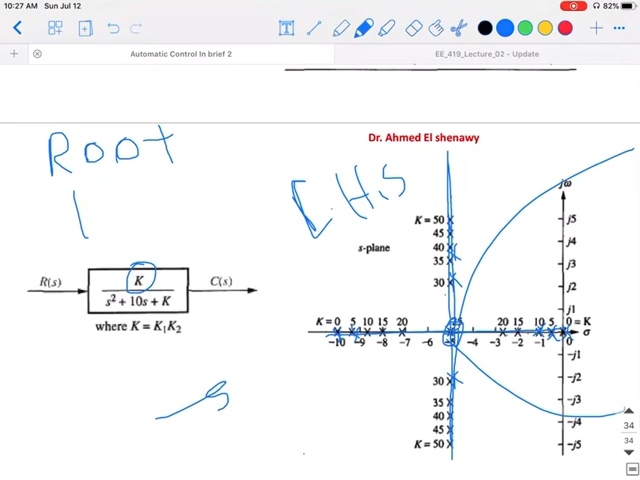 10:27 AM Sun Jul 12
82%
Automatic Control In brief 2
EE_419_Lecture_02 - Update
Dr. Ahmed El shenawy
ROOT
LHS
jω
K = 50
45
40
35
30
s-plane
j5
j4
j3
j2
j1
R(s)
K
s² + 10s + K
C(s)
where K = K₁K₂
K = 0 5 10 15 20
25
20 15 10 5 0 = K
σ
-10 -9 -8 -7 -6 -5 -4 -3 -2 -1 0
-j1
-j2
-j3
-j4
-j5
30
35
40
45
K = 50
34
34